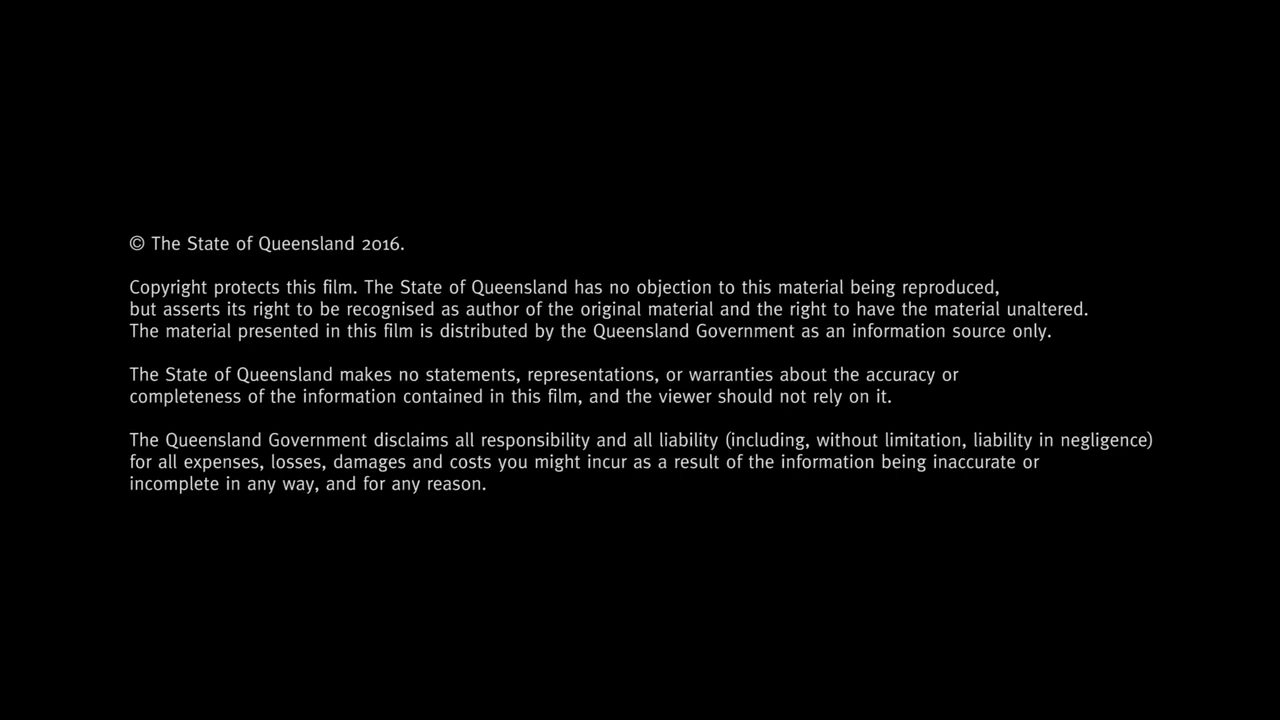 © The State of Queensland 2016.
Copyright protects this film. The State of Queensland has no objection to this material being reproduced,
but asserts its right to be recognised as author of the original material and the right to have the material unaltered.
The material presented in this film is distributed by the Queensland Government as an information source only.
The State of Queensland makes no statements, representations, or warranties about the accuracy or
completeness of the information contained in this film, and the viewer should not rely on it.
The Queensland Government disclaims all responsibility and all liability (including, without limitation, liability in negligence)
for all expenses, losses, damages and costs you might incur as a result of the information being inaccurate or
incomplete in any way, and for any reason.